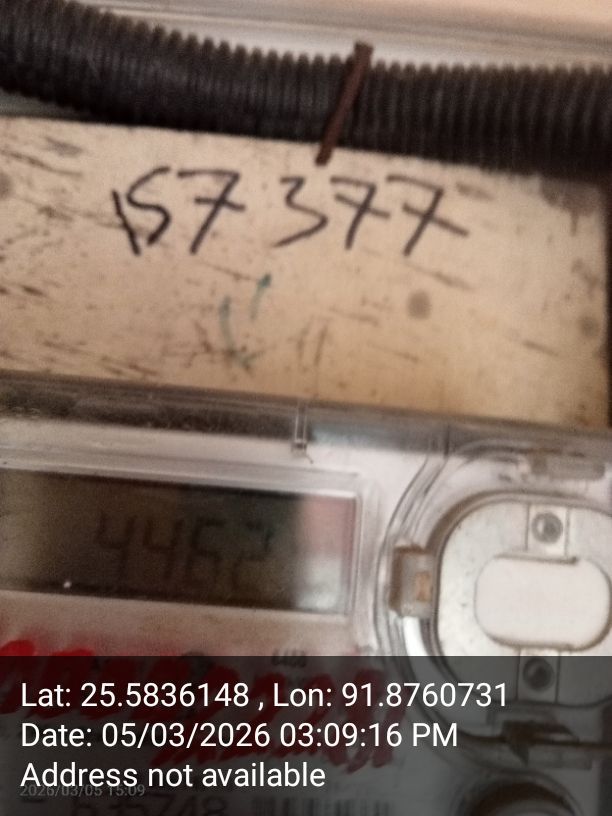 157377
4462
6400
Lat: 25.5836148 , Lon: 91.8760731
Date: 05/03/2026 03:09:16 PM
Address not available
2026/03/05 15:09